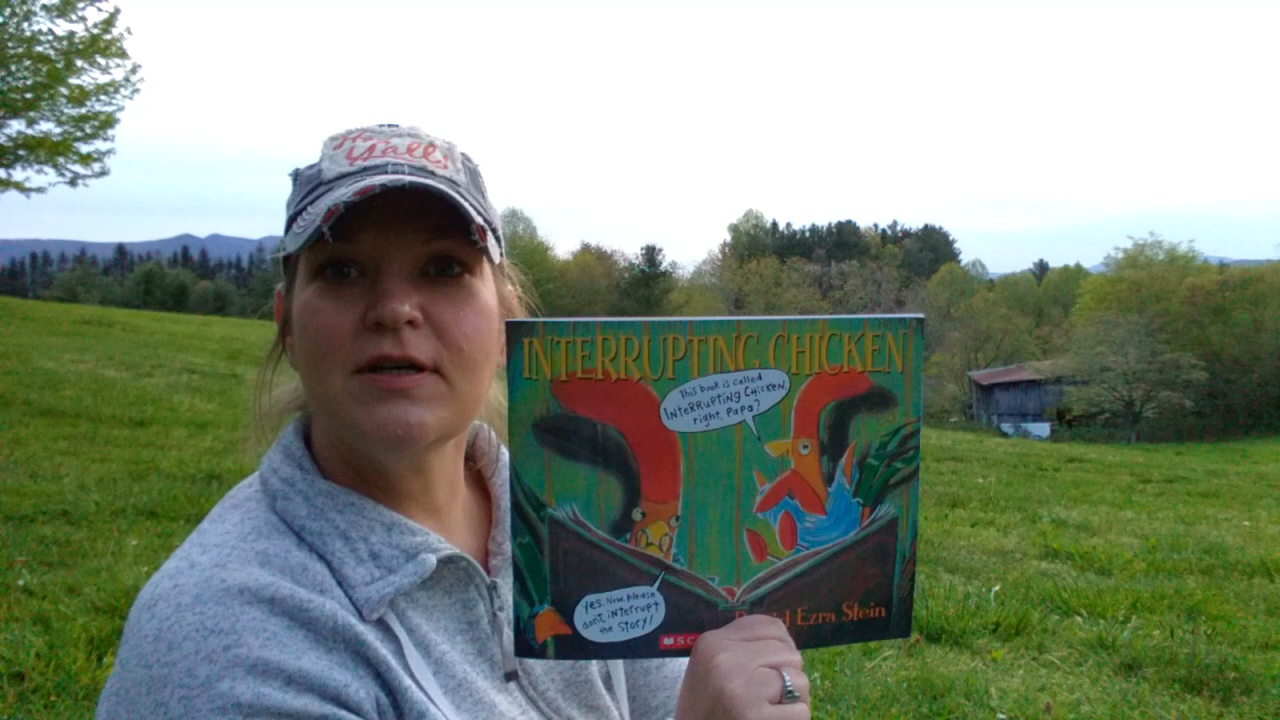 Y'all!
INTERRUPTING CHICKEN
This book is called
INTERRUPTING CHICKEN,
right, Papa?
Yes. Now, please
don't interrupt
the story!
Ezra Stein